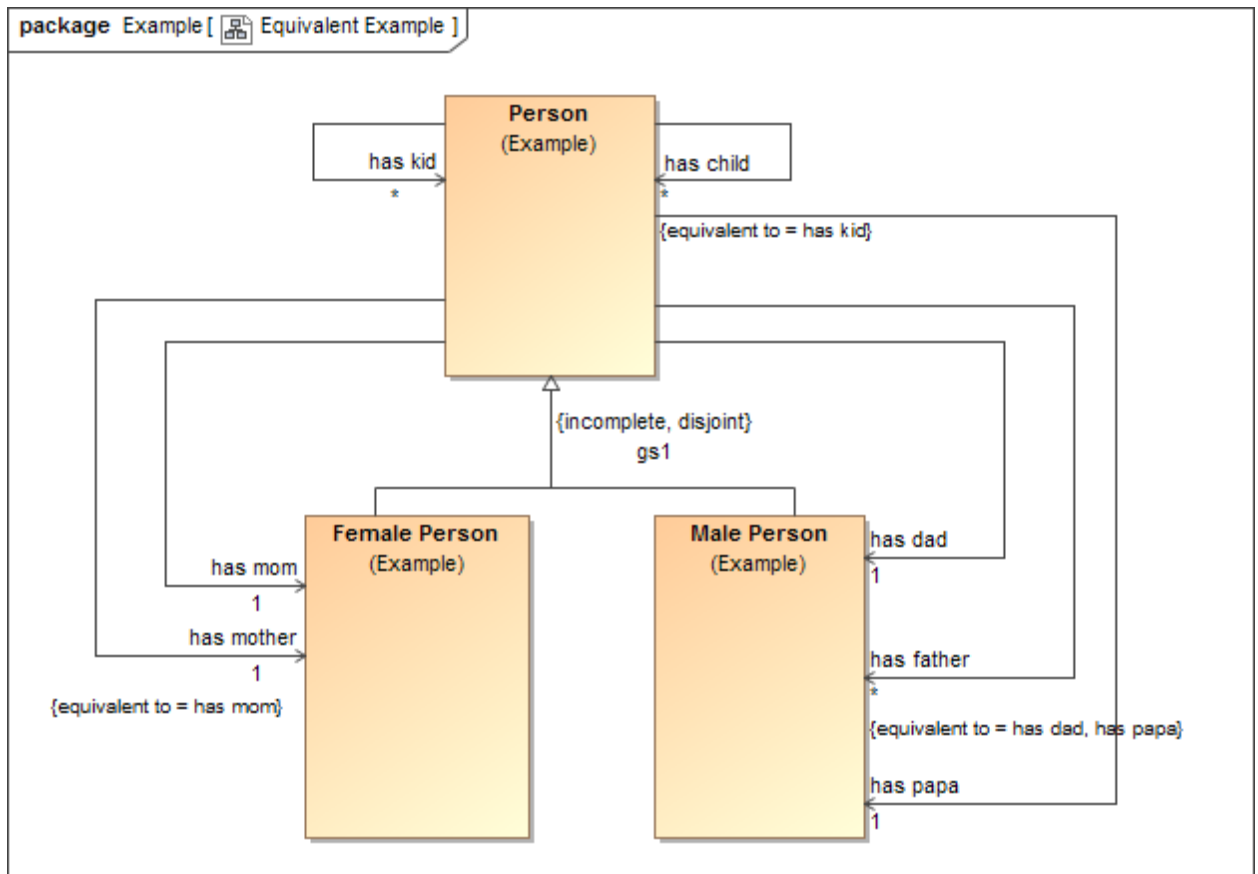 package Example [ Equivalent Example ]
Person
(Example)
has kid
*
has child
*
{equivalent to = has kid}
{incomplete, disjoint}
gs1
Female Person
(Example)
Male Person
(Example)
has mom
1
has mother
1
{equivalent to = has mom}
has dad
1
has father
*
{equivalent to = has dad, has papa}
has papa
1